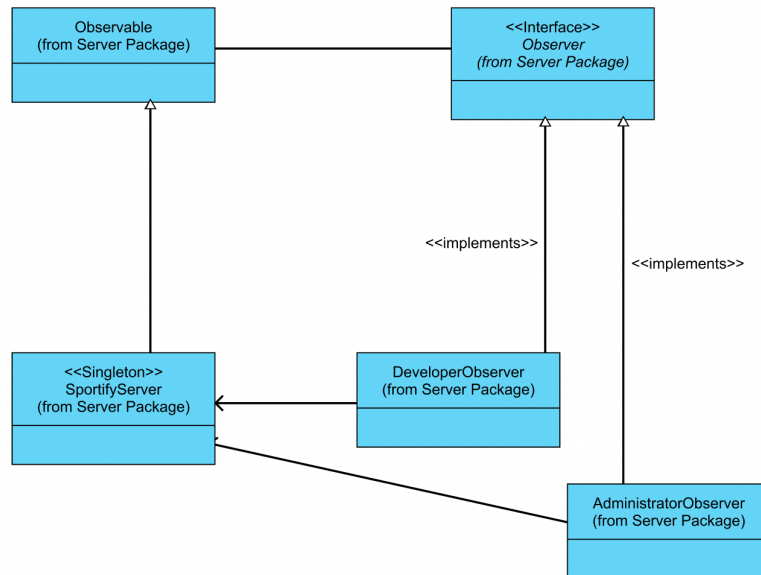 Observable
(from Server Package)
<<Interface>>
Observer
(from Server Package)
<<implements>>
<<implements>>
<<Singleton>>
SportifyServer
(from Server Package)
DeveloperObserver
(from Server Package)
AdministratorObserver
(from Server Package)